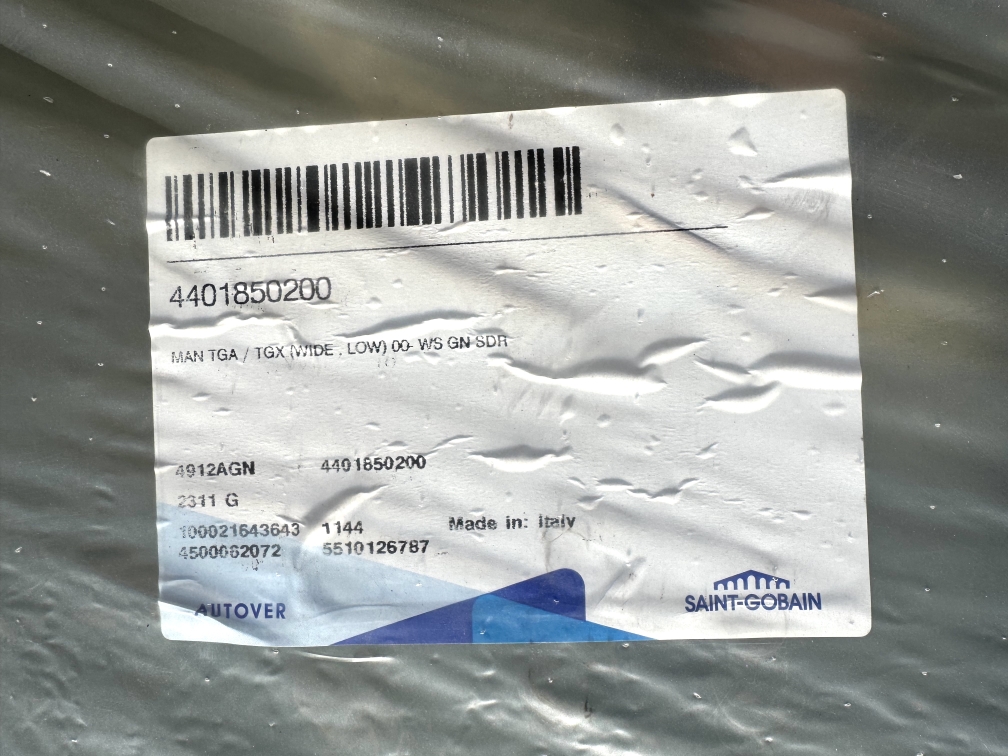 4401850200
MAN TGA / TGX (WIDE , LOW) 00- WS GN SDR
4912AGN 4401850200
2311 G
100021643643 1144 Made in: Italy
4500062072 5510126787
AUTOVER
SAINT-GOBAIN